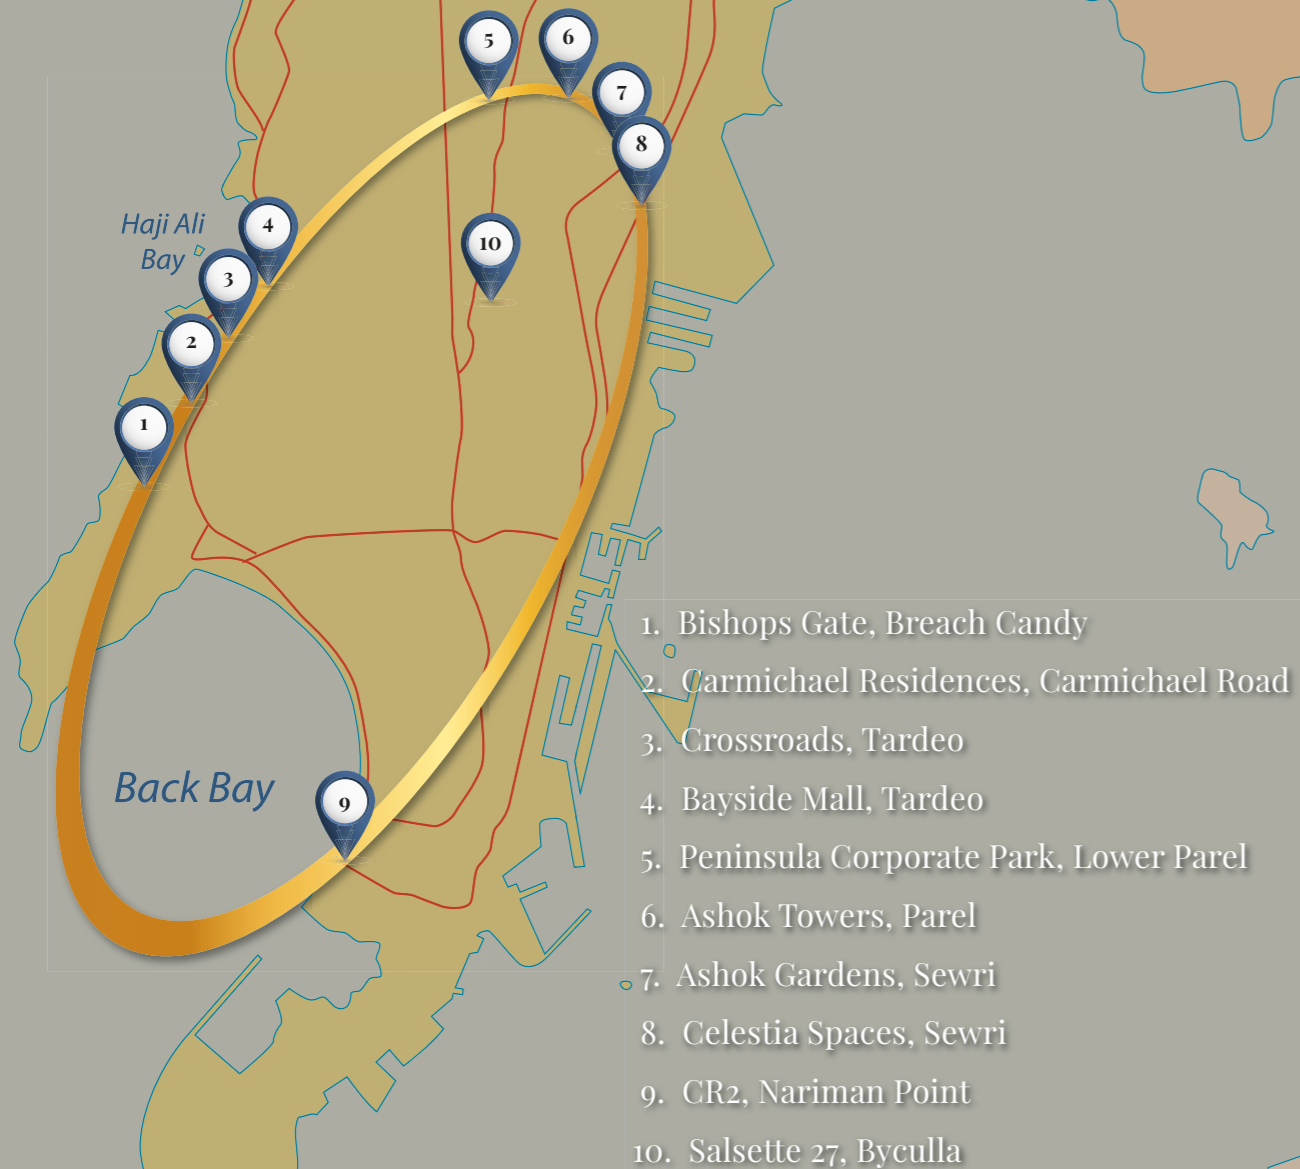 5
6
7
8
Haji Ali
Bay
4
10
3
2
1
Back Bay
9
1. Bishops Gate, Breach Candy
2. Carmichael Residences, Carmichael Road
3. Crossroads, Tardeo
4. Bayside Mall, Tardeo
5. Peninsula Corporate Park, Lower Parel
6. Ashok Towers, Parel
7. Ashok Gardens, Sewri
8. Celestia Spaces, Sewri
9. CR2, Nariman Point
10. Salsette 27, Byculla